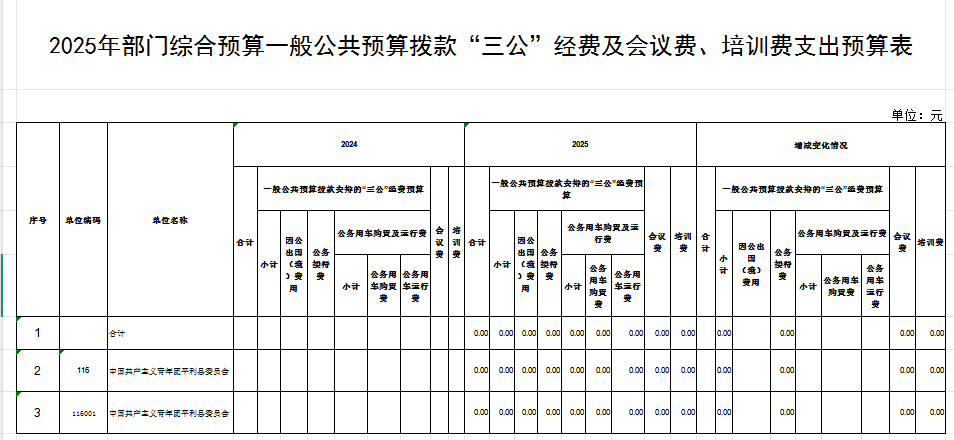 2025年部门综合预算一般公共预算拨款“三公”经费及会议费、培训费支出预算表
单位：元
序号 单位编码 单位名称 2024 2025 增减变化情况
合计 一般公共预算拨款安排的“三公”经费预算 会议费 培训费 合计 一般公共预算拨款安排的“三公”经费预算 会议费 培训费 合计 一般公共预算拨款安排的“三公”经费预算 会议费 培训费
小计 因公出国（境）费用 公务接待费 公务用车购置及运行费 小计 因公出国（境）费用 公务接待费 公务用车购置及运行费 小计 因公出国（境）费用 公务接待费 公务用车购置及运行费
小计 公务用车购置费 公务用车运行费 小计 公务用车购置费 公务用车运行费 小计 公务用车购置费 公务用车运行费
1 合计 0.00 0.00 0.00 0.00 0.00 0.00 0.00 0.00 0.00 0.00 0.00 0.00 0.00
2 116 中国共产主义青年团平利县委员会 0.00 0.00 0.00 0.00 0.00 0.00 0.00 0.00 0.00 0.00 0.00 0.00 0.00
3 116001 中国共产主义青年团平利县委员会 0.00 0.00 0.00 0.00 0.00 0.00 0.00 0.00 0.00 0.00 0.00 0.00 0.00